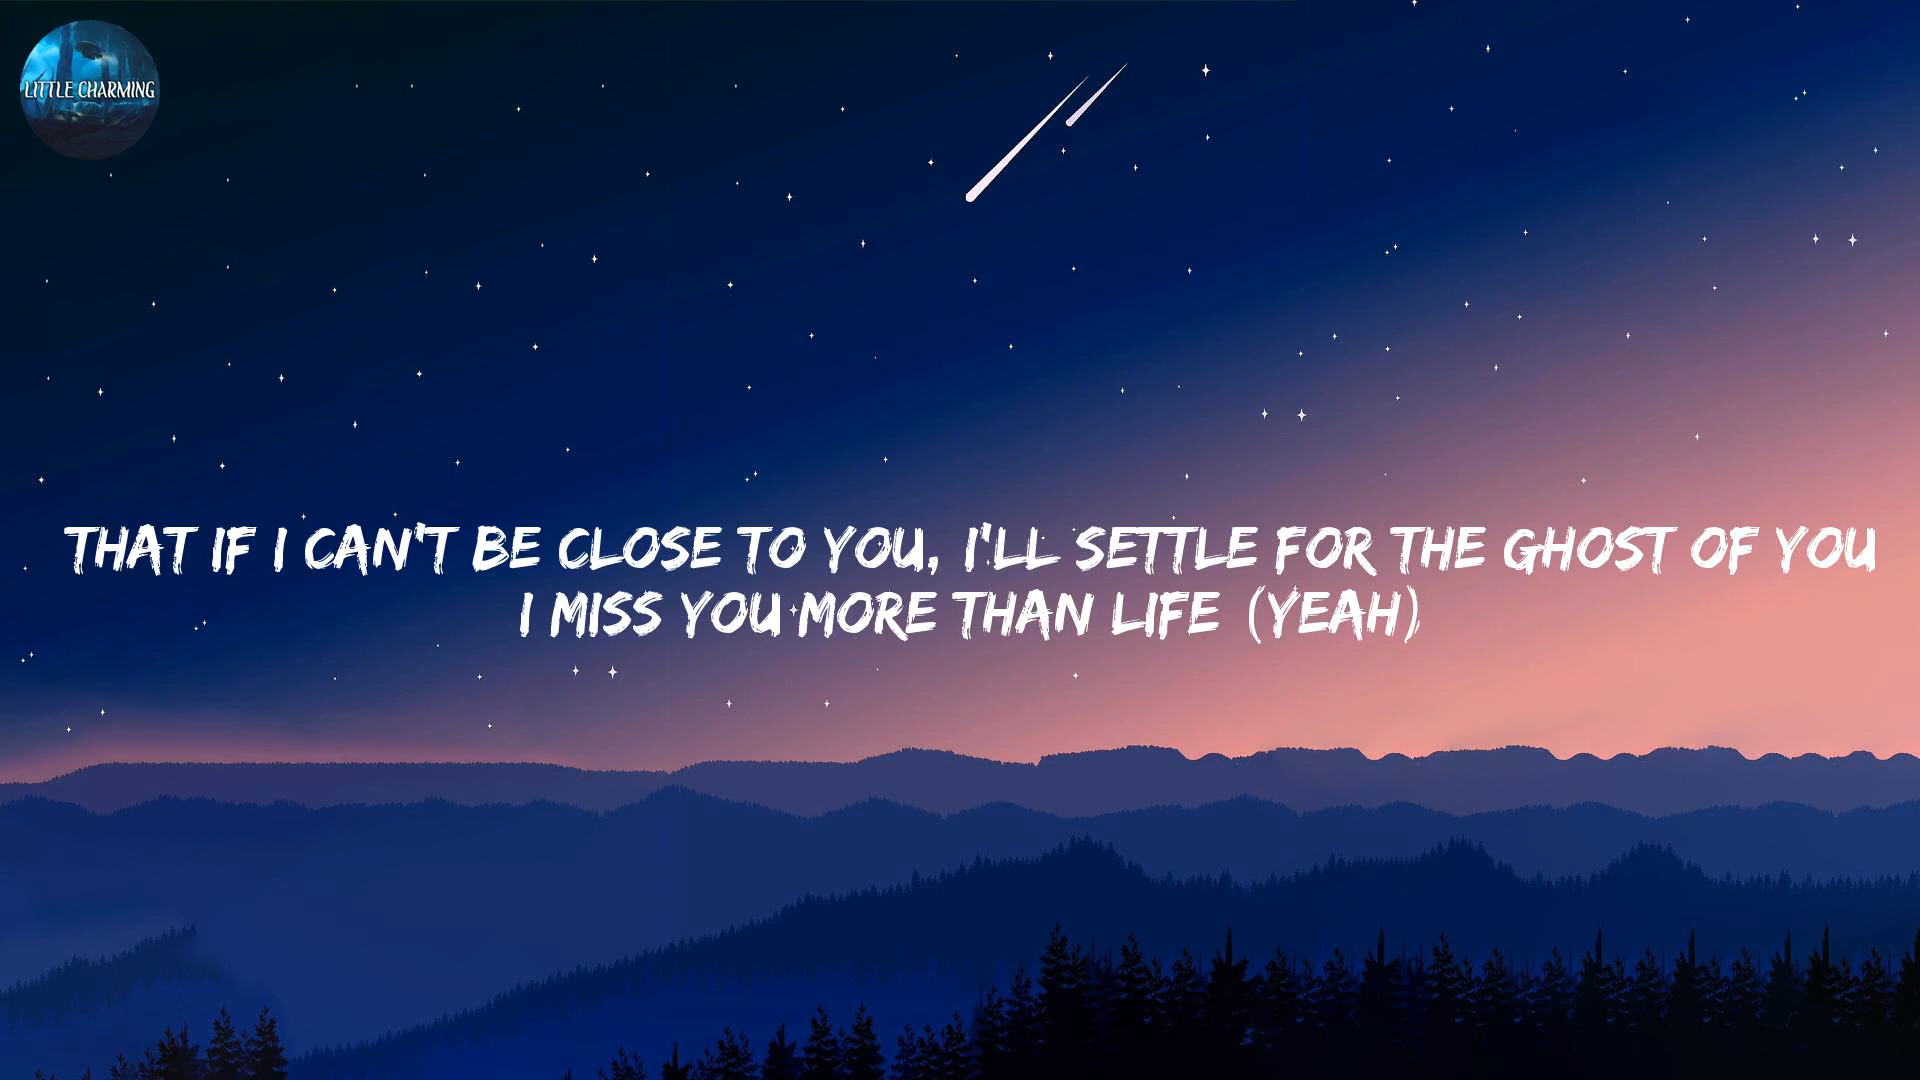 LITTLE CHARMING
THAT IF I CAN'T BE CLOSE TO YOU, I'LL SETTLE FOR THE GHOST OF YOU
I MISS YOU MORE THAN LIFE (YEAH)